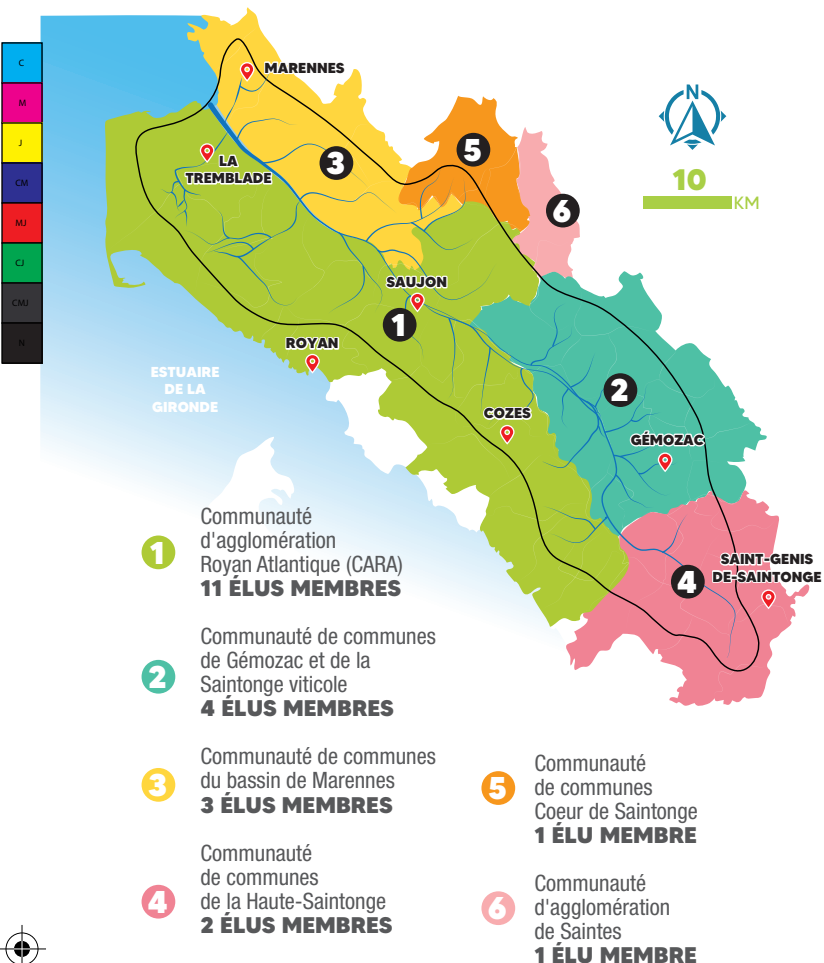 C
M
J
CM
MJ
CJ
CMJ
N
MARENNES
LA
TREMBLADE
3
5
6
N
10
KM
SAUJON
1
ROYAN
ESTUAIRE
DE LA
GIRONDE
2
COZES
GÉMOZAC
4
SAINT-GENIS
DE-SAINTONGE
1
Communauté
d'agglomération
Royan Atlantique (CARA)
11 ÉLUS MEMBRES
2
Communauté de communes
de Gémozac et de la
Saintonge viticole
4 ÉLUS MEMBRES
3
Communauté de communes
du bassin de Marennes
3 ÉLUS MEMBRES
4
Communauté
de communes
de la Haute-Saintonge
2 ÉLUS MEMBRES
5
Communauté
de communes
Coeur de Saintonge
1 ÉLU MEMBRE
6
Communauté
d'agglomération
de Saintes
1 ÉLU MEMBRE